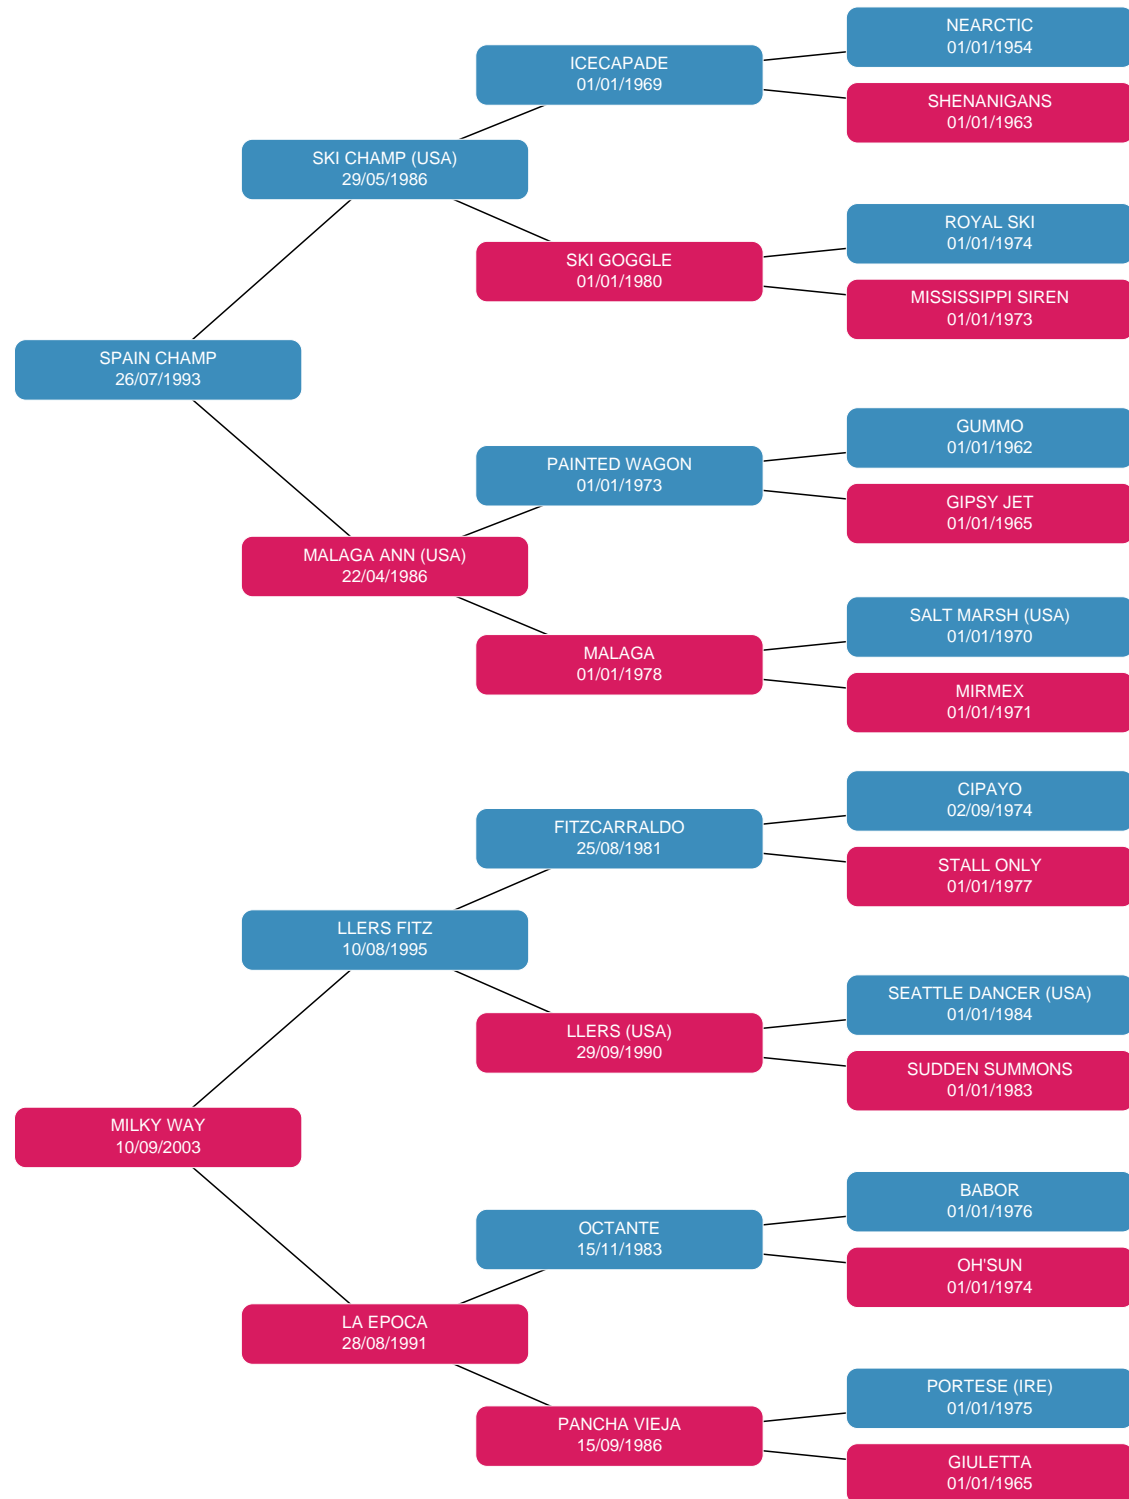 NEARCTIC
01/01/1954
ICECAPADE
01/01/1969
SHENANIGANS
01/01/1963
SKI CHAMP (USA)
29/05/1986
ROYAL SKI
01/01/1974
SKI GOGGLE
01/01/1980
MISSISSIPPI SIREN
01/01/1973
SPAIN CHAMP
26/07/1993
GUMMO
01/01/1962
PAINTED WAGON
01/01/1973
GIPSY JET
01/01/1965
MALAGA ANN (USA)
22/04/1986
SALT MARSH (USA)
01/01/1970
MALAGA
01/01/1978
MIRMEX
01/01/1971
CIPAYO
02/09/1974
FITZCARRALDO
25/08/1981
STALL ONLY
01/01/1977
LLERS FITZ
10/08/1995
SEATTLE DANCER (USA)
01/01/1984
LLERS (USA)
29/09/1990
SUDDEN SUMMONS
01/01/1983
MILKY WAY
10/09/2003
BABOR
01/01/1976
OCTANTE
15/11/1983
OH'SUN
01/01/1974
LA EPOCA
28/08/1991
PORTESE (IRE)
01/01/1975
PANCHA VIEJA
15/09/1986
GIULETTA
01/01/1965